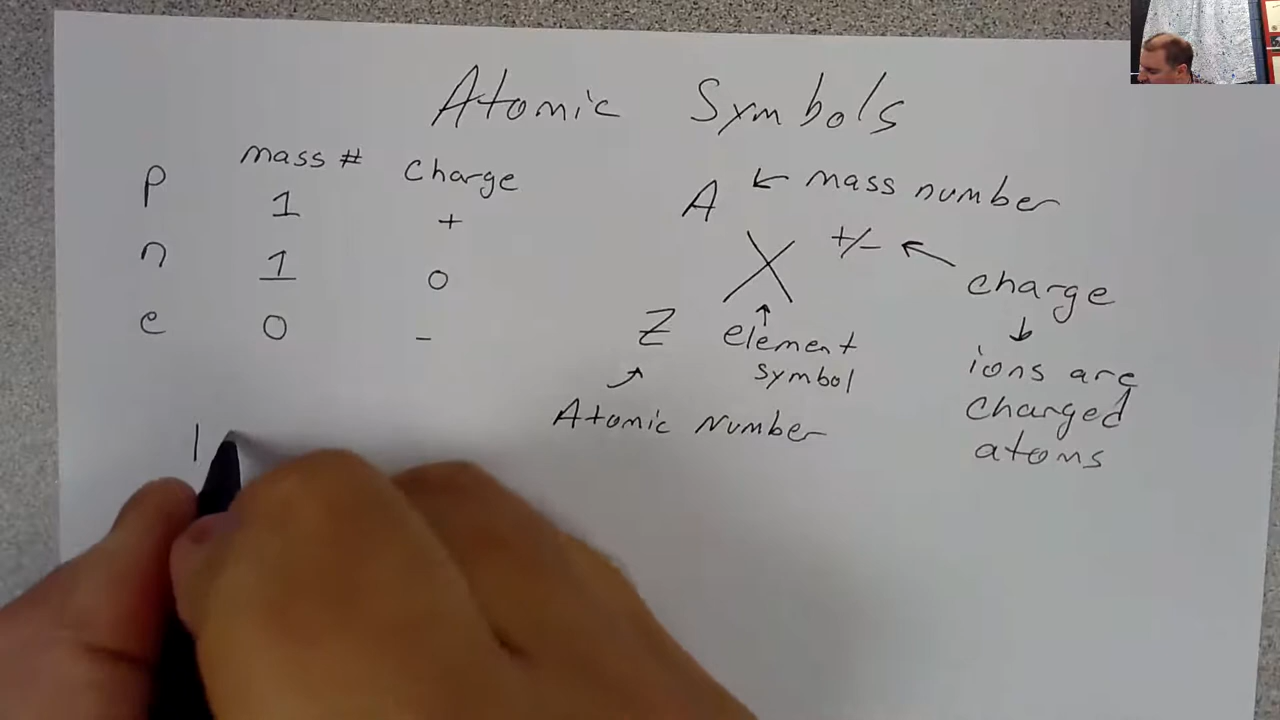 Atomic Symbols
mass # charge
p 1 +
n 1 0
e 0 -
A ← mass number
X +/- ← charge
↓
Z ↑ element symbol
↗
Atomic Number
ions are
charged
atoms
1